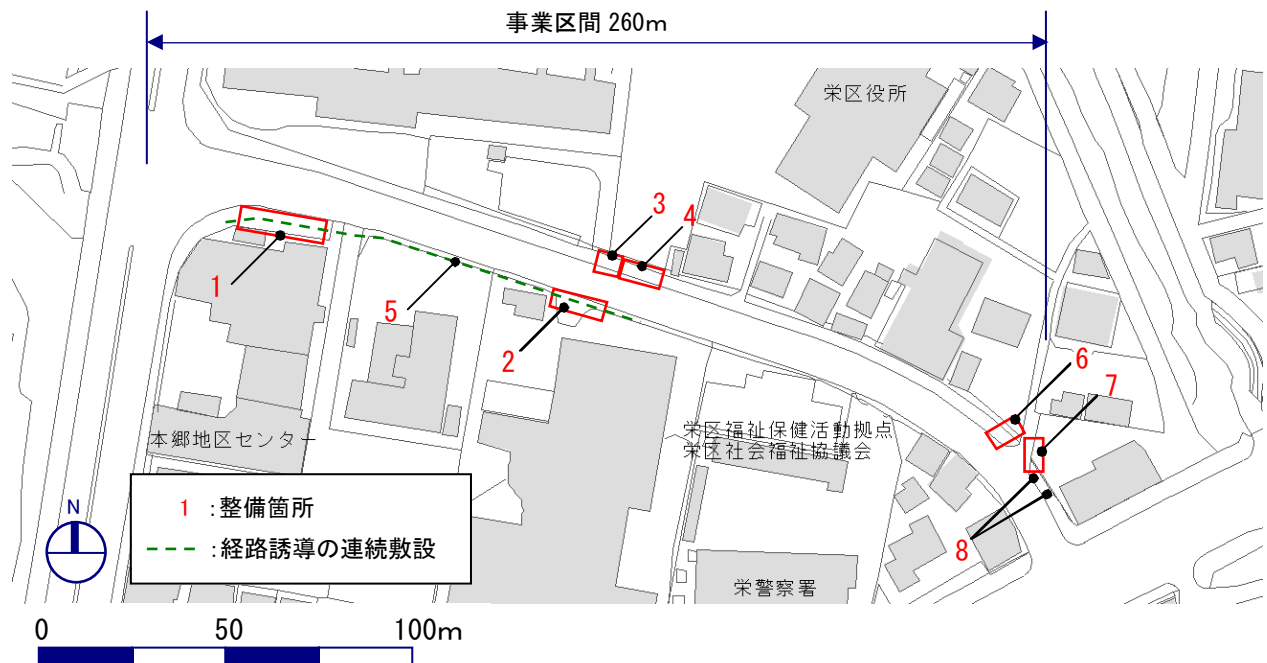 事業区間 260m
栄区役所
3
4
1
5
2
6
7
本郷地区センター
栄区福祉保健活動拠点
栄区社会福祉協議会
1 :整備箇所
N
:経路誘導の連続敷設
8
栄警察署
0 50 100m